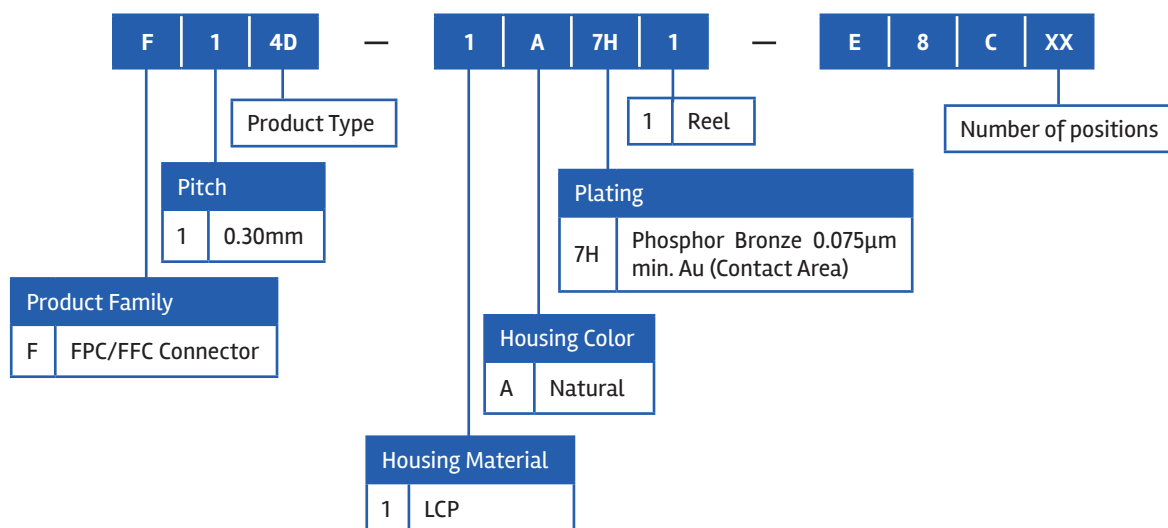 F 1 4D — 1 A 7H 1 — E 8 C XX
Product Type
1 Reel
Number of positions
Pitch
1 0.30mm
Plating
7H Phosphor Bronze 0.075µm
min. Au (Contact Area)
Product Family
F FPC/FFC Connector
Housing Color
A Natural
Housing Material
1 LCP